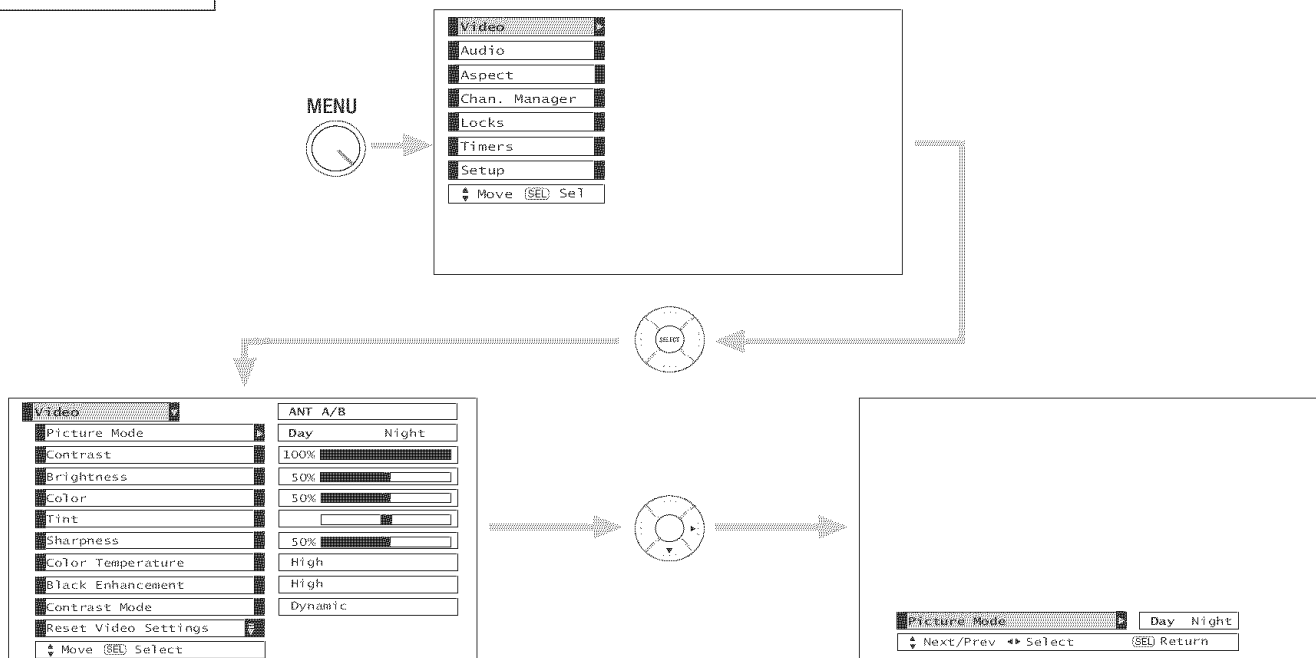 Video
Audio
Aspect
MENU
Chan. Manager
Locks
Timers
Setup
Move SEL Sel
SELECT
Video
ANT A/B
Picture Mode
Day Night
Contrast
100%
Brightness
50%
Color
50%
Tint
Sharpness
50%
Color Temperature
High
Black Enhancement
High
Contrast Mode
Dynamic
Reset Video Settings
Move SEL Select
Picture Mode
Day Night
Next/Prev Select SEL Return